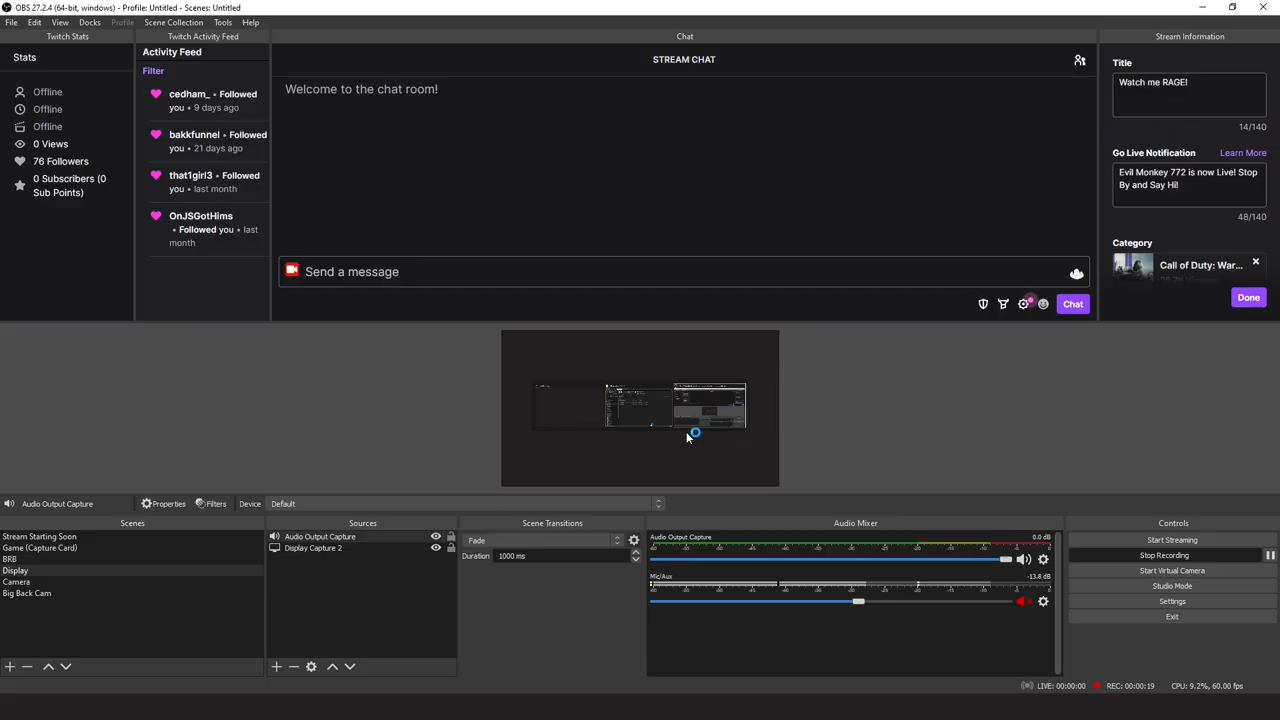 OBS 27.2.4 (64-bit, windows) - Profile: Untitled - Scenes: Untitled
File Edit View Docks Profile Scene Collection Tools Help
Twitch Stats
Twitch Activity Feed
Chat
Stream Information
Stats
Offline
Offline
Offline
0 Views
76 Followers
0 Subscribers (0
Sub Points)
Activity Feed
Filter
cedham_ • Followed
you • 9 days ago
bakkfunnel • Followed
you • 21 days ago
that1girl3 • Followed
you • last month
OnJSGotHims
• Followed you • last
month
STREAM CHAT
Welcome to the chat room!
Send a message
Chat
Title
Watch me RAGE!
14/140
Go Live Notification Learn More
Evil Monkey 772 is now Live! Stop
By and Say Hi!
48/140
Category
Call of Duty: War...
Done
Audio Output Capture Properties Filters Device Default
Scenes
Stream Starting Soon
Game (Capture Card)
BRB
Display
Camera
Big Back Cam
Sources
Audio Output Capture
Display Capture 2
Scene Transitions
Fade
Duration 1000 ms
Audio Mixer
Audio Output Capture 0.0 dB
Mic/Aux -13.8 dB
Controls
Start Streaming
Stop Recording
Start Virtual Camera
Studio Mode
Settings
Exit
LIVE: 00:00:00 REC: 00:00:19 CPU: 9.2%, 60.00 fps